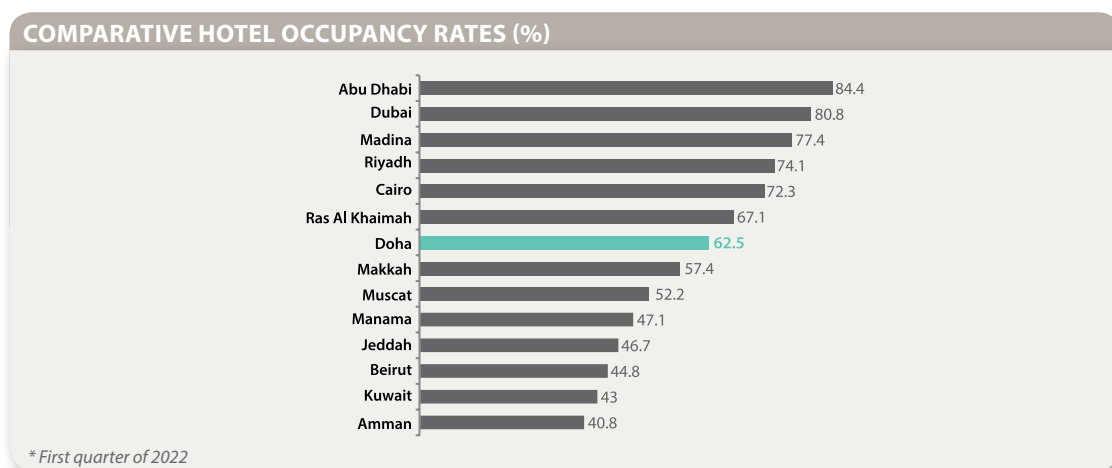 COMPARATIVE HOTEL OCCUPANCY RATES (%)
Abu Dhabi 84.4
Dubai 80.8
Madina 77.4
Riyadh 74.1
Cairo 72.3
Ras Al Khaimah 67.1
Doha 62.5
Makkah 57.4
Muscat 52.2
Manama 47.1
Jeddah 46.7
Beirut 44.8
Kuwait 43
Amman 40.8
* First quarter of 2022